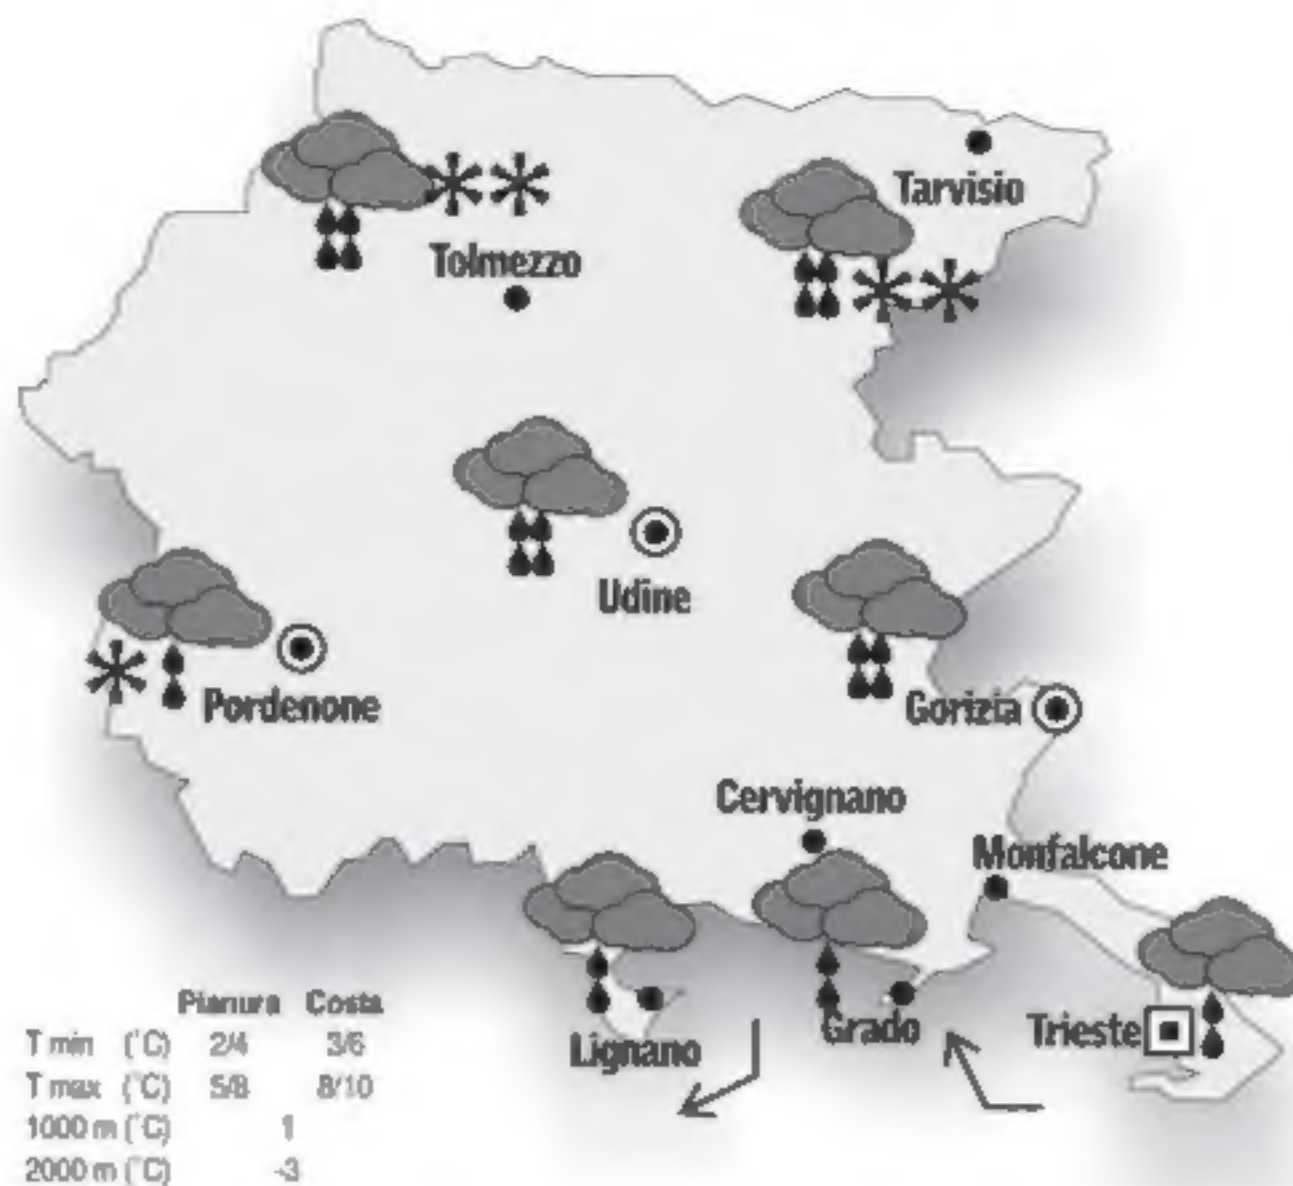 Tarvisio
Tolmezzo
Udine
Pordenone
Gorizia
Cervignano
Monfalcone
Grado
Trieste
Lignano
Pianura Costa
T min (°C) 2/4 3/6
T max (°C) 5/8 8/10
1000 m (°C) 1
2000 m (°C) -3